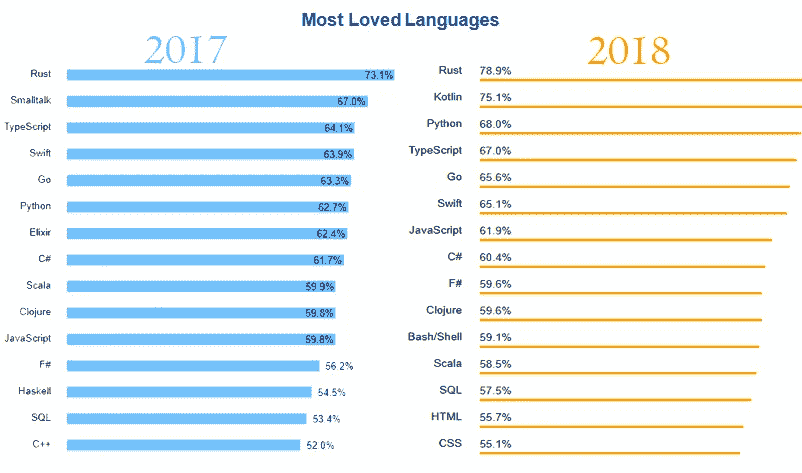 Most Loved Languages
2017
Rust 73.1%
Smalltalk 67.0%
TypeScript 64.1%
Swift 63.9%
Go 63.3%
Python 62.7%
Elixir 62.4%
C# 61.7%
Scala 59.9%
Clojure 59.8%
JavaScript 59.8%
F# 56.2%
Haskell 54.5%
SQL 53.4%
C++ 52.0%
2018
Rust 78.9%
Kotlin 75.1%
Python 68.0%
TypeScript 67.0%
Go 65.6%
Swift 65.1%
JavaScript 61.9%
C# 60.4%
F# 59.6%
Clojure 59.6%
Bash/Shell 59.1%
Scala 58.5%
SQL 57.5%
HTML 55.7%
CSS 55.1%